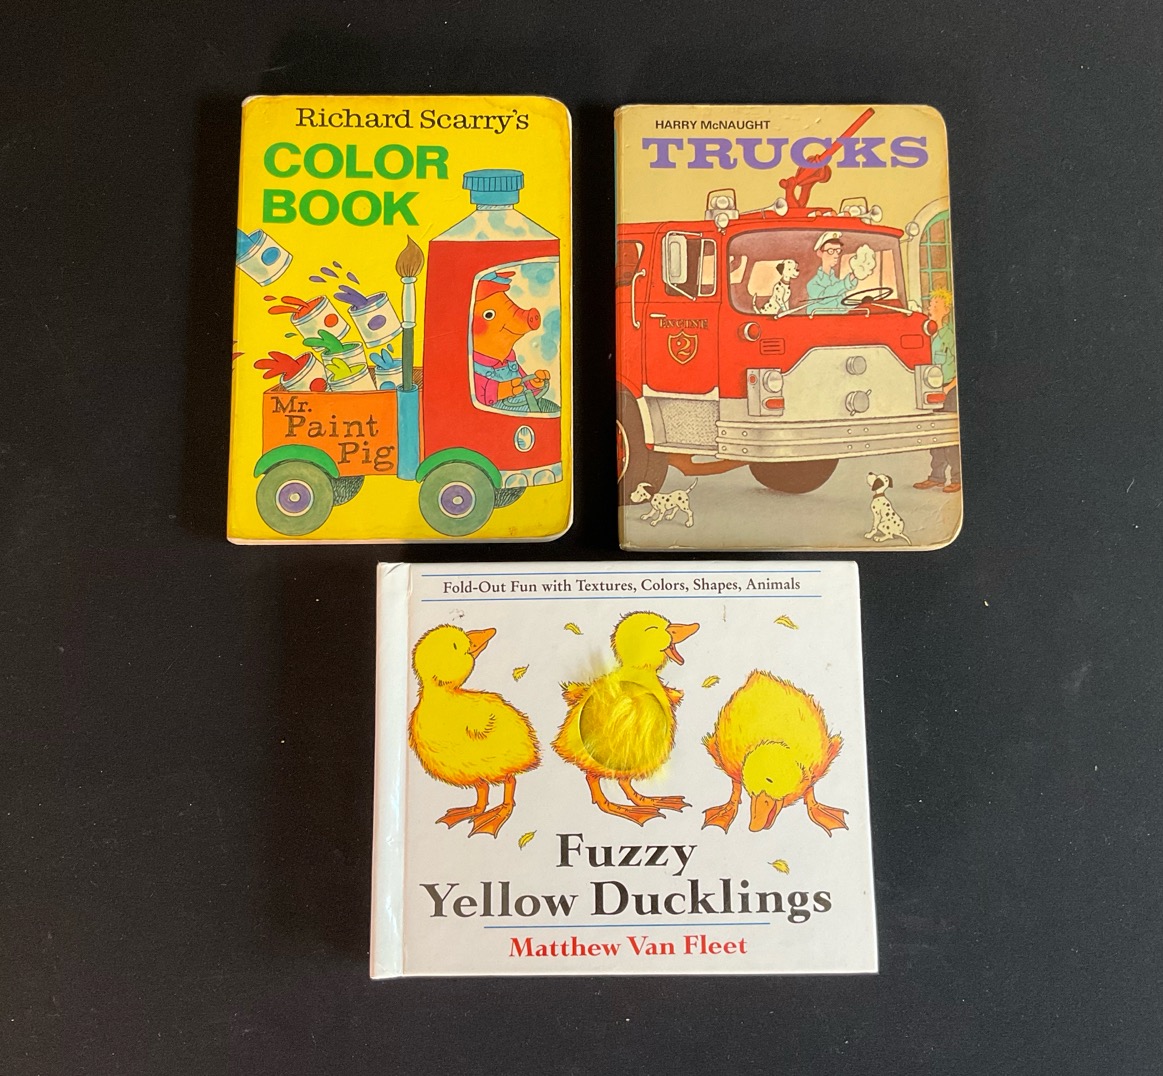 Richard Scarry's
COLOR
BOOK
Mr.
Paint
Pig
HARRY McNAUGHT
TRUCKS
ENGINE
2
Fold-Out Fun with Textures, Colors, Shapes, Animals
Fuzzy
Yellow Ducklings
Matthew Van Fleet